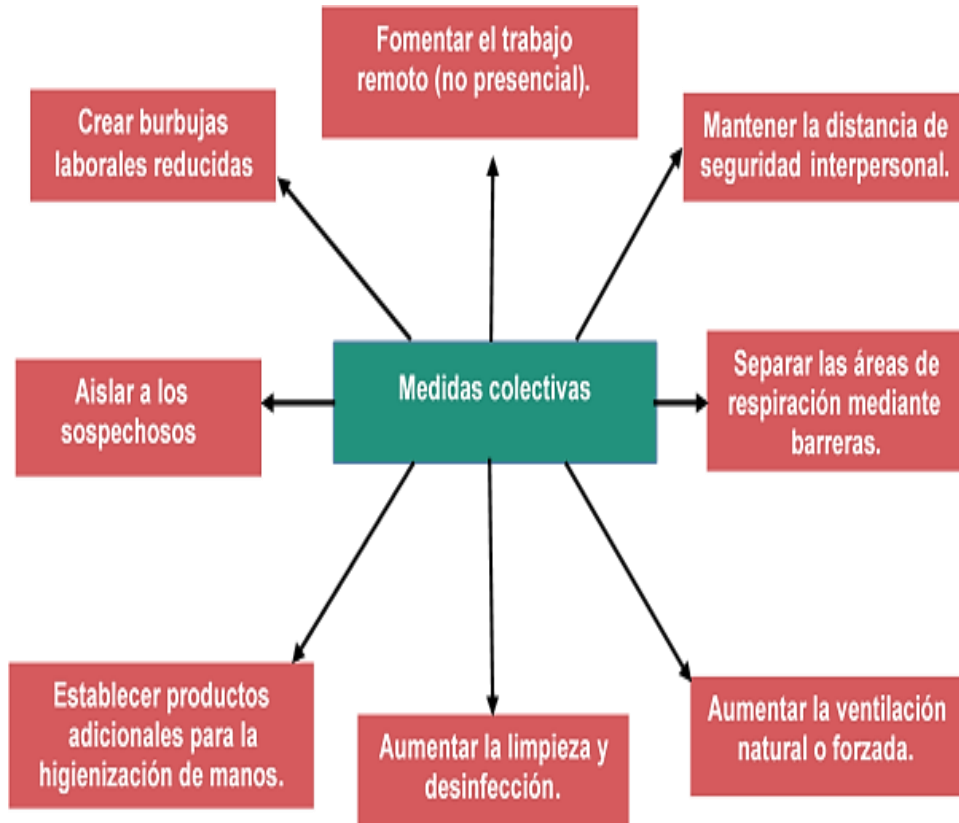 Fomentar el trabajo
remoto (no presencial).
Crear burbujas
laborales reducidas
Mantener la distancia de
seguridad interpersonal.
Aislar a los
sospechosos
Medidas colectivas
Separar las áreas de
respiración mediante
barreras.
Establecer productos
adicionales para la
higienización de manos.
Aumentar la limpieza y
desinfección.
Aumentar la ventilación
natural o forzada.